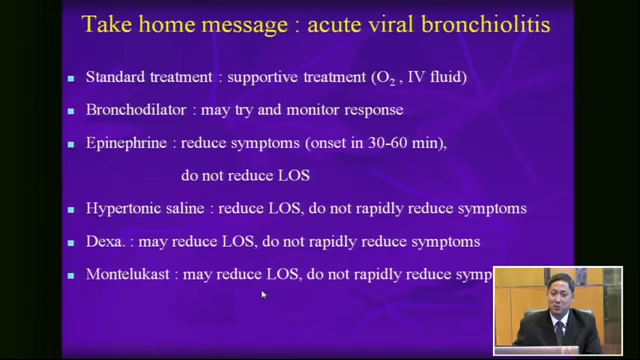 Take home message : acute viral bronchiolitis
Standard treatment : supportive treatment (O2 , IV fluid)
Bronchodilator : may try and monitor response
Epinephrine : reduce symptoms (onset in 30-60 min),
do not reduce LOS
Hypertonic saline : reduce LOS, do not rapidly reduce symptoms
Dexa. : may reduce LOS, do not rapidly reduce symptoms
Montelukast : may reduce LOS, do not rapidly reduce symp